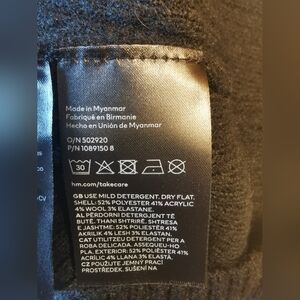 Made in Myanmar
Fabriqué en Birmanie
Hecho en Unión de Myanmar
O/N 502920
P/N 1089150 8
30
hm.com/takecare
GB USE MILD DETERGENT. DRY FLAT.
SHELL: 52% POLYESTER 41% ACRYLIC
4% WOOL 3% ELASTANE.
AL PËRDORNI DETERGJENT TË
BUTË. THANI SHTRIRË. SHTRESA
E JASHTME: 52% POLIESTËR 41%
AKRILIK 4% LESH 3% ELASTAN.
CAT UTILITZEU DETERGENT PER A
ROBA DELICADA. ASSEQUEU-HO
PLA. EXTERIOR: 52% POLIÈSTER 41%
ACRÍLIC 4% LLANA 3% ELASTÀ
CZ POUŽIJTE JEMNÝ PRACÍ
PROSTŘEDEK. SUŠENÍ NA